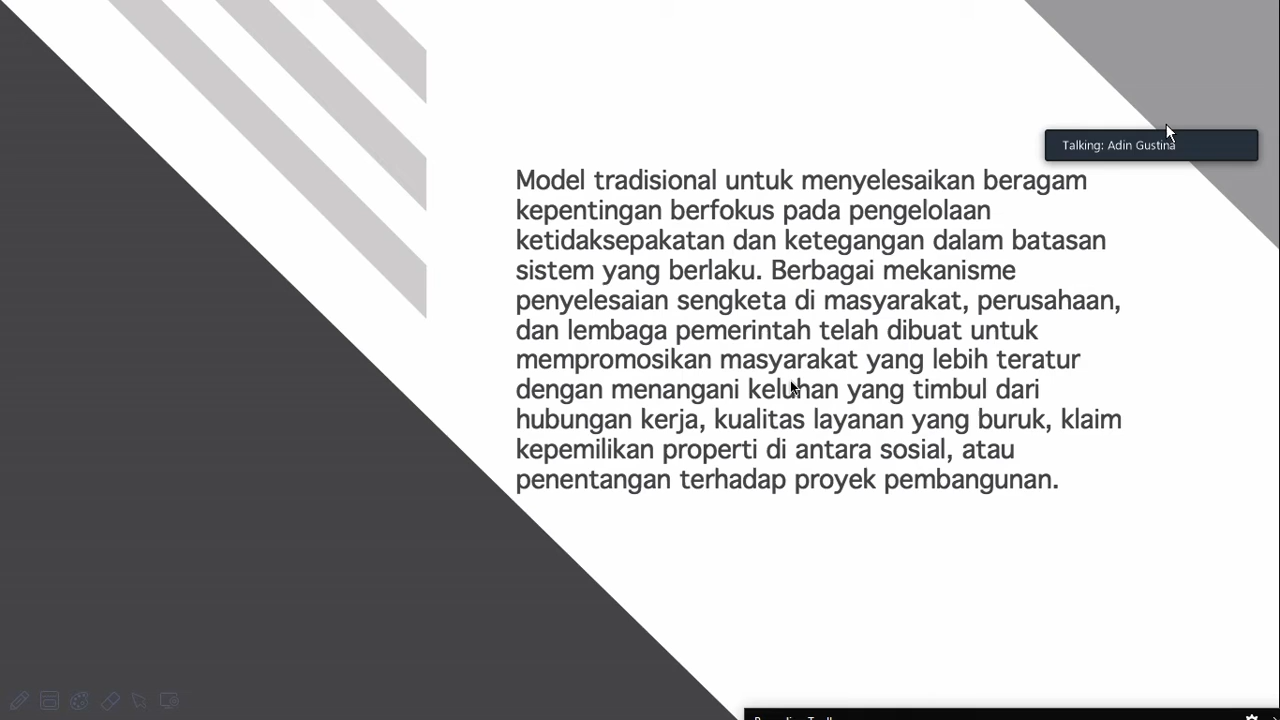 Talking: Adin Gustina
Model tradisional untuk menyelesaikan beragam
kepentingan berfokus pada pengelolaan
ketidaksepakatan dan ketegangan dalam batasan
sistem yang berlaku. Berbagai mekanisme
penyelesaian sengketa di masyarakat, perusahaan,
dan lembaga pemerintah telah dibuat untuk
mempromosikan masyarakat yang lebih teratur
dengan menangani keluhan yang timbul dari
hubungan kerja, kualitas layanan yang buruk, klaim
kepemilikan properti di antara sosial, atau
penentangan terhadap proyek pembangunan.